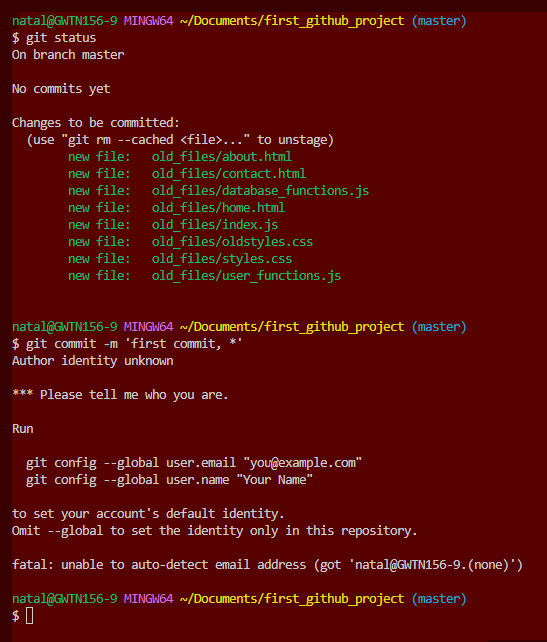 natal@GWTN156-9 MINGW64 ~/Documents/first_github_project (master)
$ git status
On branch master
No commits yet
Changes to be committed:
  (use "git rm --cached <file>..." to unstage)
        new file:   old_files/about.html
        new file:   old_files/contact.html
        new file:   old_files/database_functions.js
        new file:   old_files/home.html
        new file:   old_files/index.js
        new file:   old_files/oldstyles.css
        new file:   old_files/styles.css
        new file:   old_files/user_functions.js
natal@GWTN156-9 MINGW64 ~/Documents/first_github_project (master)
$ git commit -m 'first commit, *'
Author identity unknown
*** Please tell me who you are.
Run
  git config --global user.email "you@example.com"
  git config --global user.name "Your Name"
to set your account's default identity.
Omit --global to set the identity only in this repository.
fatal: unable to auto-detect email address (got 'natal@GWTN156-9.(none)')
natal@GWTN156-9 MINGW64 ~/Documents/first_github_project (master)
$